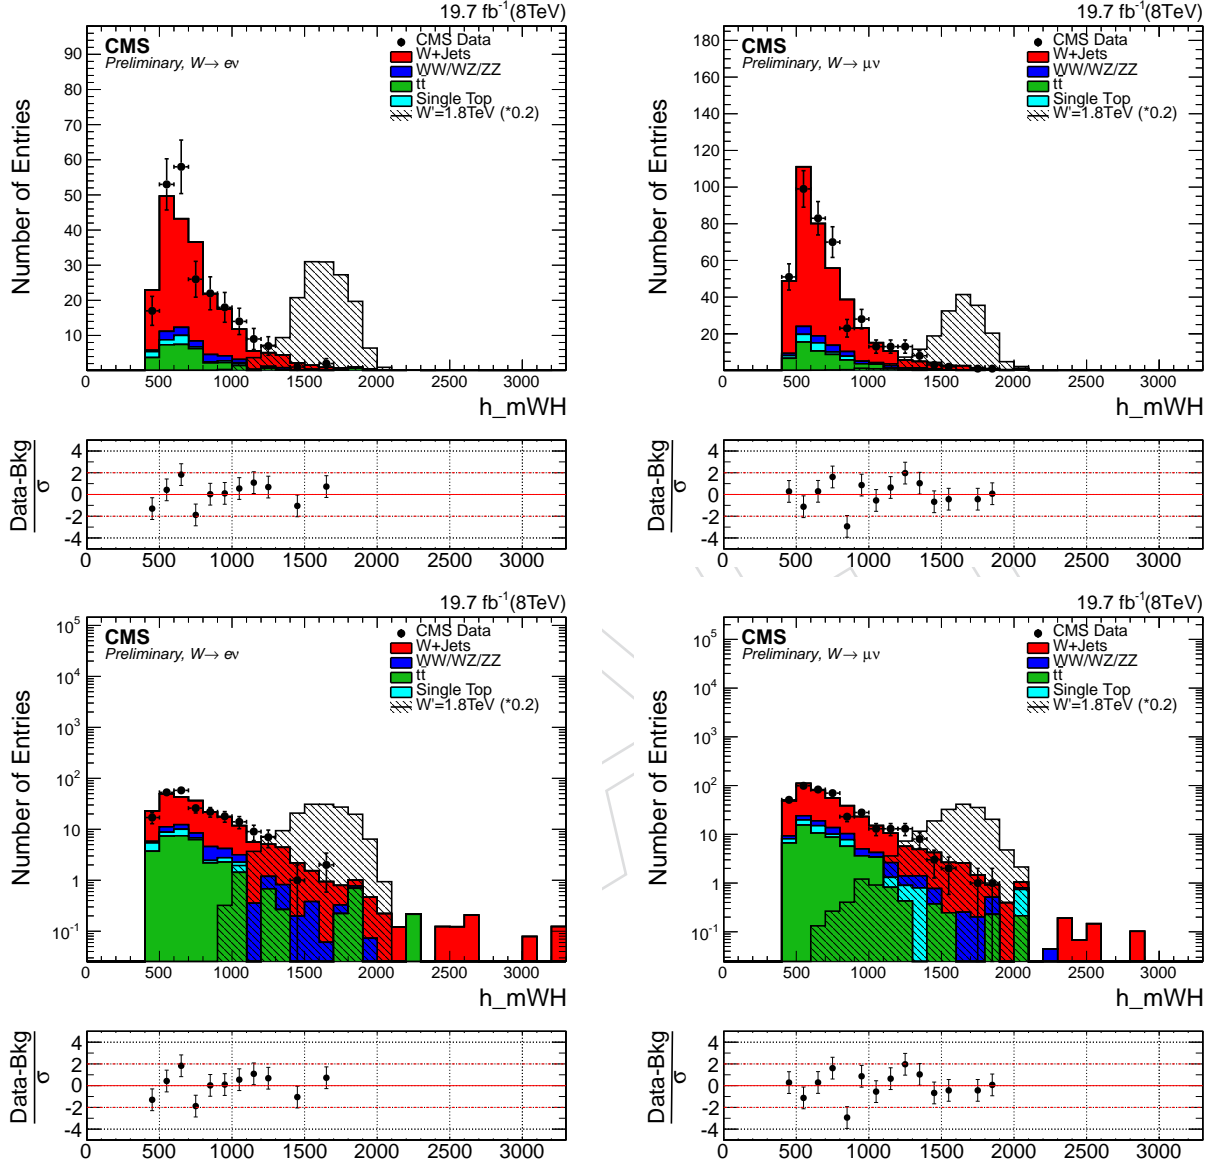 19.7 fb⁻¹(8TeV)
CMS
Preliminary, W→ eν
CMS Data
W+Jets
WW/WZ/ZZ
tt̄
Single Top
W'=1.8TeV (*0.2)
Number of Entries
90
80
70
60
50
40
30
20
10
0 500 1000 1500 2000 2500 3000
h_mWH
Data-Bkg
σ
4
2
0
-2
-4
0 500 1000 1500 2000 2500 3000
19.7 fb⁻¹(8TeV)
CMS
Preliminary, W→ μν
CMS Data
W+Jets
WW/WZ/ZZ
tt̄
Single Top
W'=1.8TeV (*0.2)
Number of Entries
180
160
140
120
100
80
60
40
20
0 500 1000 1500 2000 2500 3000
h_mWH
Data-Bkg
σ
4
2
0
-2
-4
0 500 1000 1500 2000 2500 3000
19.7 fb⁻¹(8TeV)
CMS
Preliminary, W→ eν
CMS Data
W+Jets
WW/WZ/ZZ
tt̄
Single Top
W'=1.8TeV (*0.2)
Number of Entries
10⁵
10⁴
10³
10²
10
1
10⁻¹
0 500 1000 1500 2000 2500 3000
h_mWH
Data-Bkg
σ
4
2
0
-2
-4
0 500 1000 1500 2000 2500 3000
19.7 fb⁻¹(8TeV)
CMS
Preliminary, W→ μν
CMS Data
W+Jets
WW/WZ/ZZ
tt̄
Single Top
W'=1.8TeV (*0.2)
Number of Entries
10⁵
10⁴
10³
10²
10
1
10⁻¹
0 500 1000 1500 2000 2500 3000
h_mWH
Data-Bkg
σ
4
2
0
-2
-4
0 500 1000 1500 2000 2500 3000